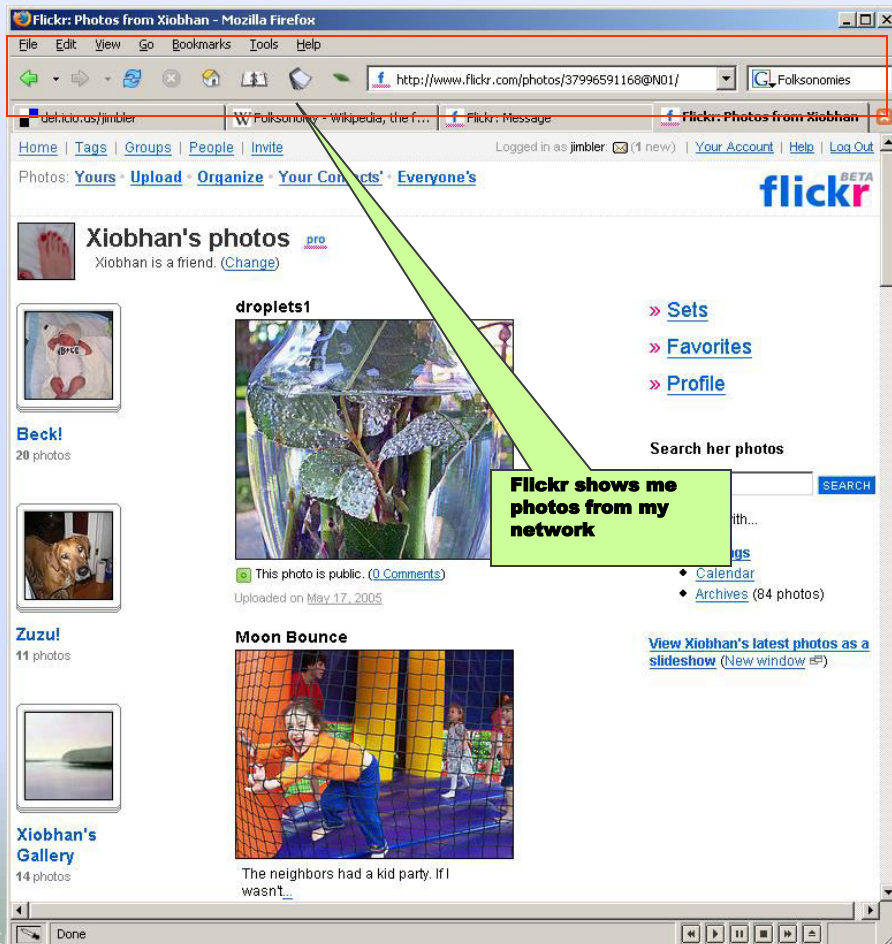 Flickr: Photos from Xiobhan - Mozilla Firefox
File Edit View Go Bookmarks Tools Help
http://www.flickr.com/photos/37996591168@N01/ Folksonomies
del.icio.us/jimbler Folksonomy - Wikipedia, the f... Flickr: Message Flickr: Photos from Xiobhan
Home | Tags | Groups | People | Invite Logged in as jimbler: (1 new) | Your Account | Help | Log Out
Photos: Yours • Upload • Organize • Your Contacts' • Everyone's
flickr BETA
Xiobhan's photos pro
Xiobhan is a friend. (Change)
Beck!
20 photos
Zuzu!
11 photos
Xiobhan's
Gallery
14 photos
droplets1
This photo is public. (0 Comments)
Uploaded on May 17, 2005
Moon Bounce
The neighbors had a kid party. If I
wasn't...
Flickr shows me
photos from my
network
» Sets
» Favorites
» Profile
Search her photos
SEARCH
Calendar
Archives (84 photos)
View Xiobhan's latest photos as a
slideshow (New window)
Done